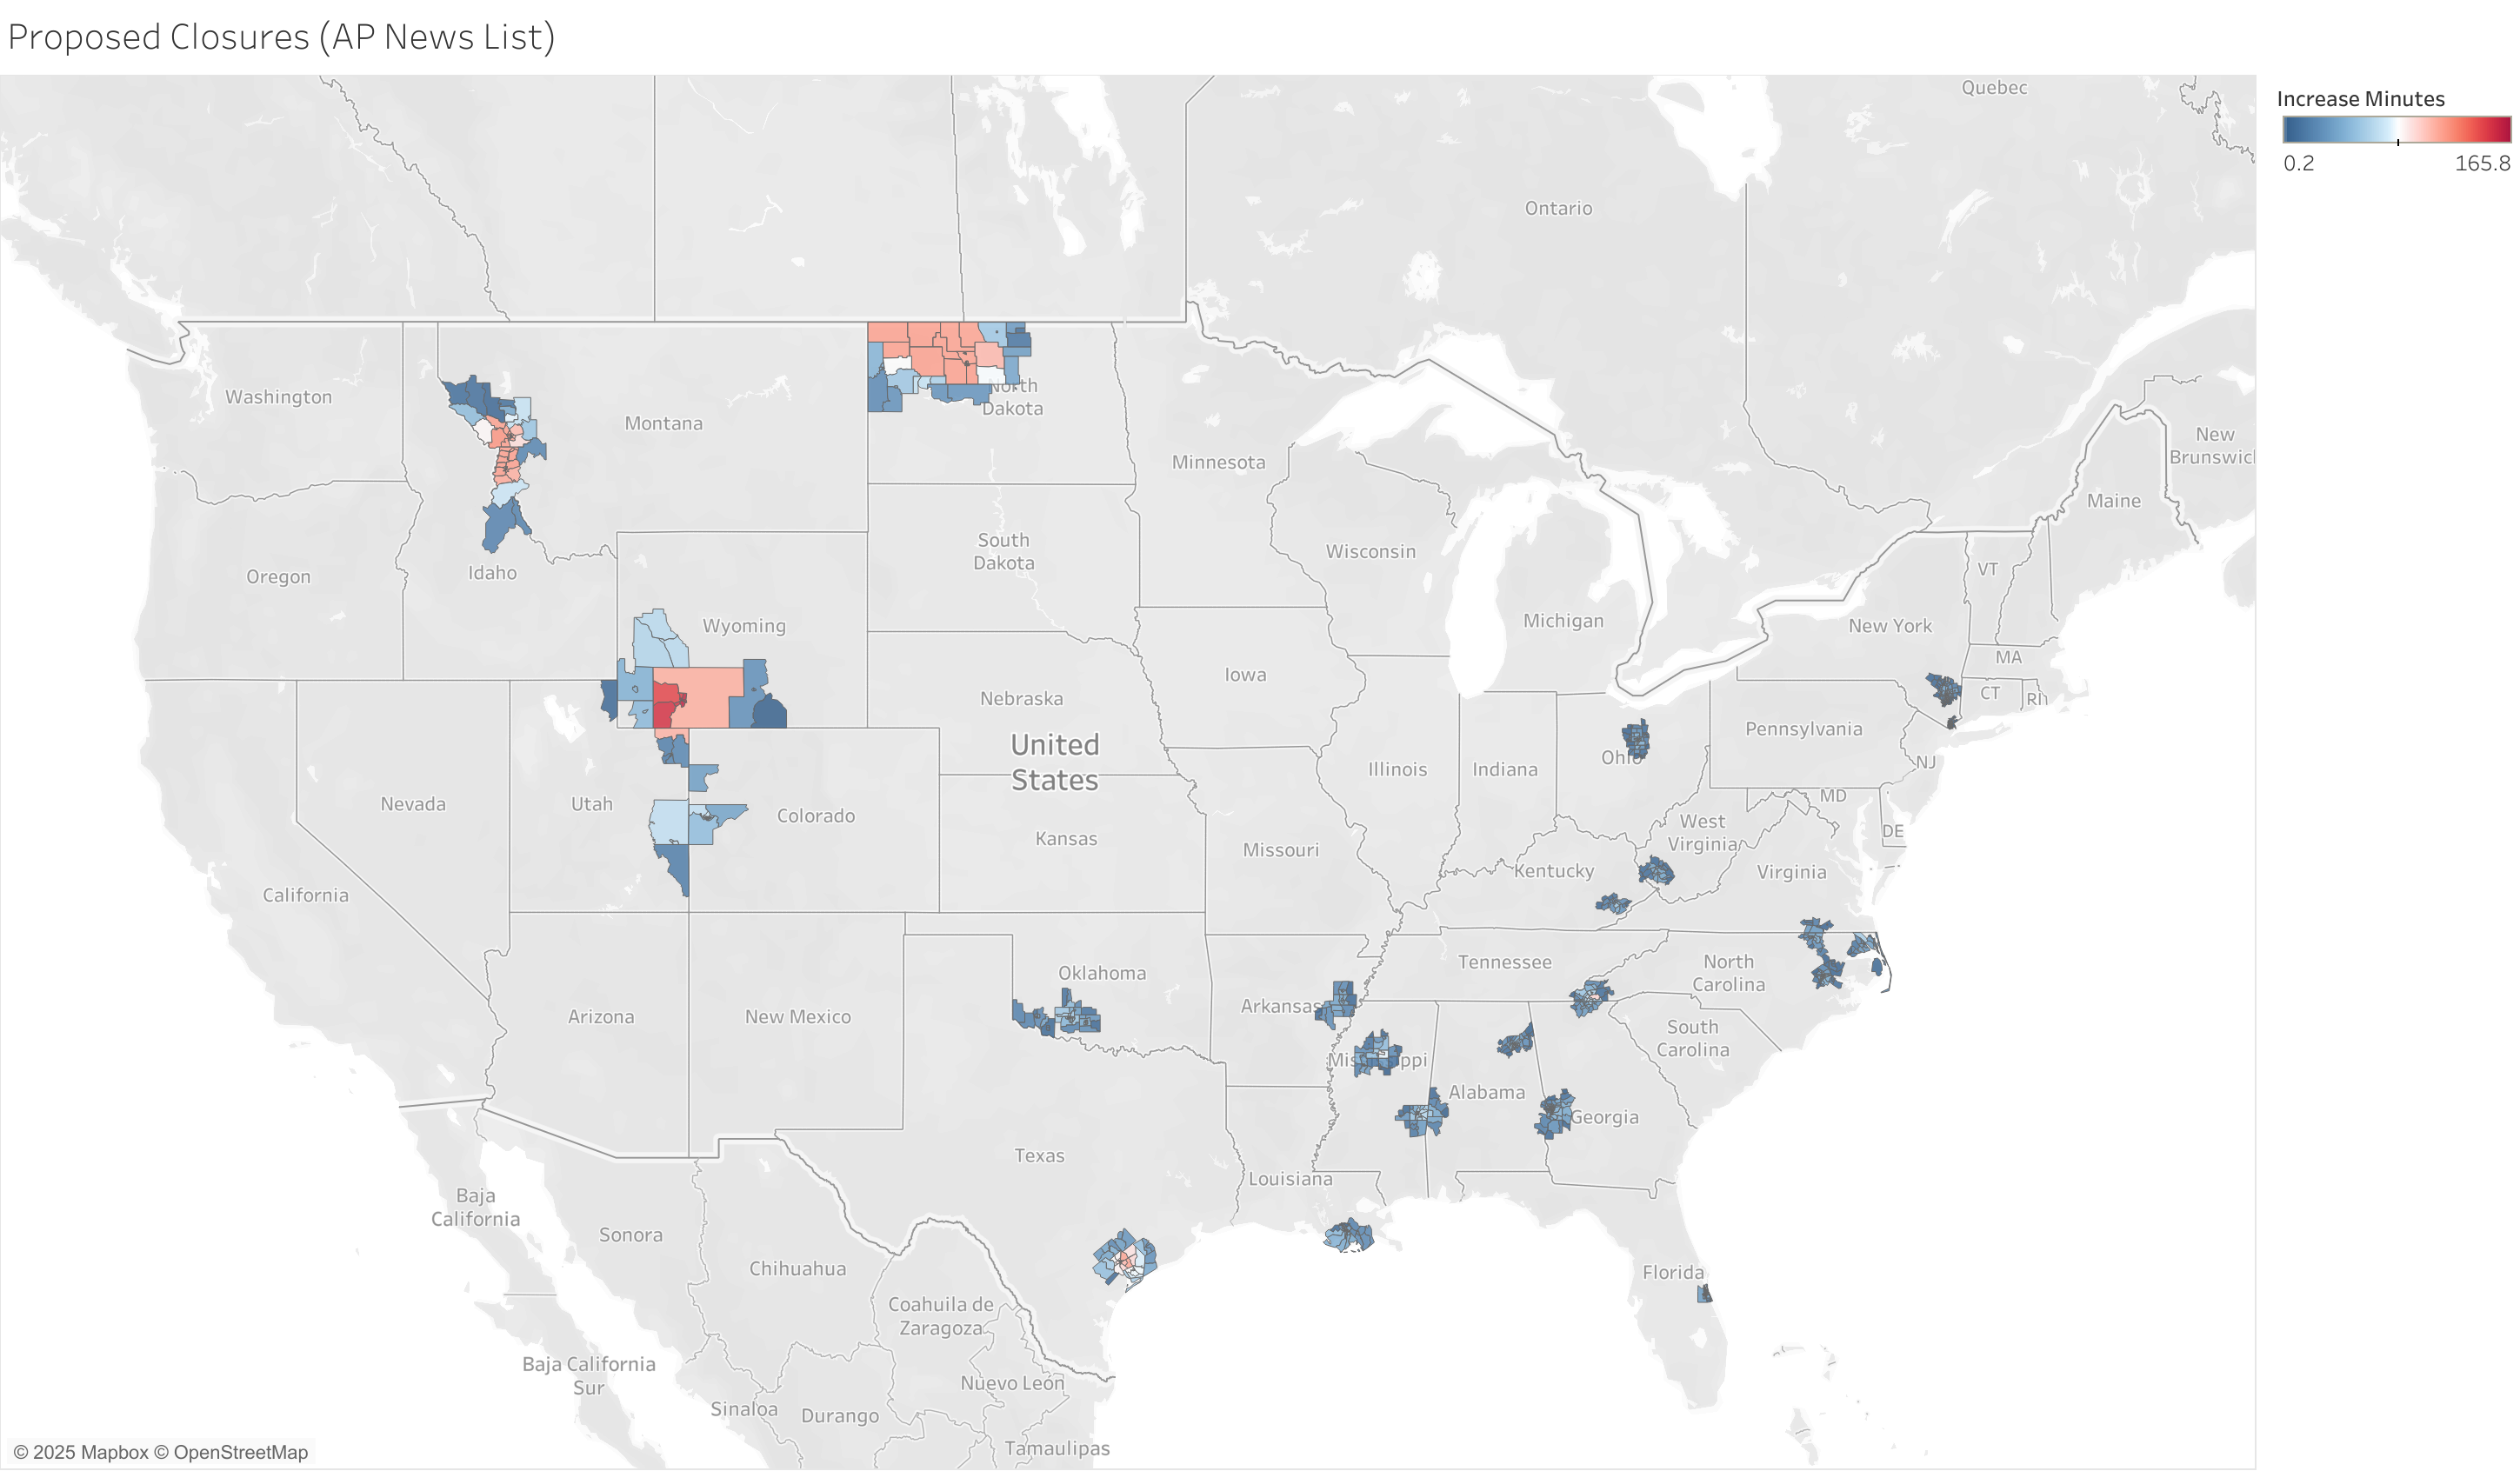 Proposed Closures (AP News List)
Increase Minutes
0.2
165.8
Quebec
Ontario
New
Brunswick
Washington
Montana
North
Dakota
Minnesota
Maine
Oregon
Idaho
South
Dakota
Wisconsin
VT
Wyoming
Michigan
New York
MA
Iowa
Nebraska
CT
RI
Pennsylvania
United
States
Ohio
NJ
Illinois
Indiana
Nevada
Utah
Colorado
MD
West
Virginia
DE
Kansas
Missouri
Kentucky
Virginia
California
Oklahoma
Tennessee
North
Carolina
Arkansas
Arizona
New Mexico
South
Carolina
Mississippi
Alabama
Georgia
Texas
Louisiana
Baja
California
Sonora
Chihuahua
Florida
Coahuila de
Zaragoza
Baja California
Sur
Nuevo León
Sinaloa
Durango
Tamaulipas
© 2025 Mapbox © OpenStreetMap